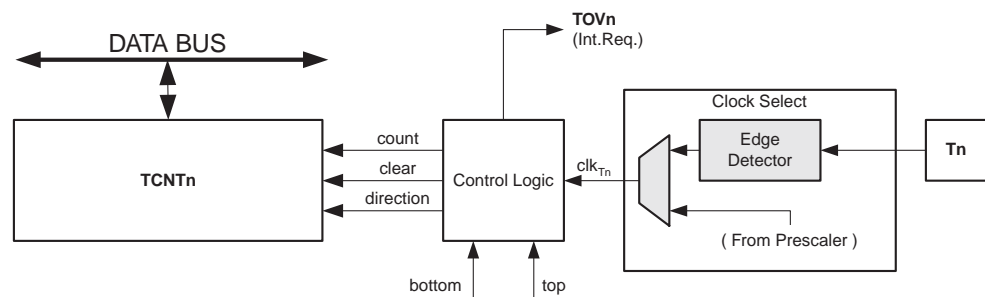 TOVn
(Int.Req.)
DATA BUS
Clock Select
count
Edge
Detector
Tn
TCNTn
clear
Control Logic
clkTn
direction
( From Prescaler )
bottom
top